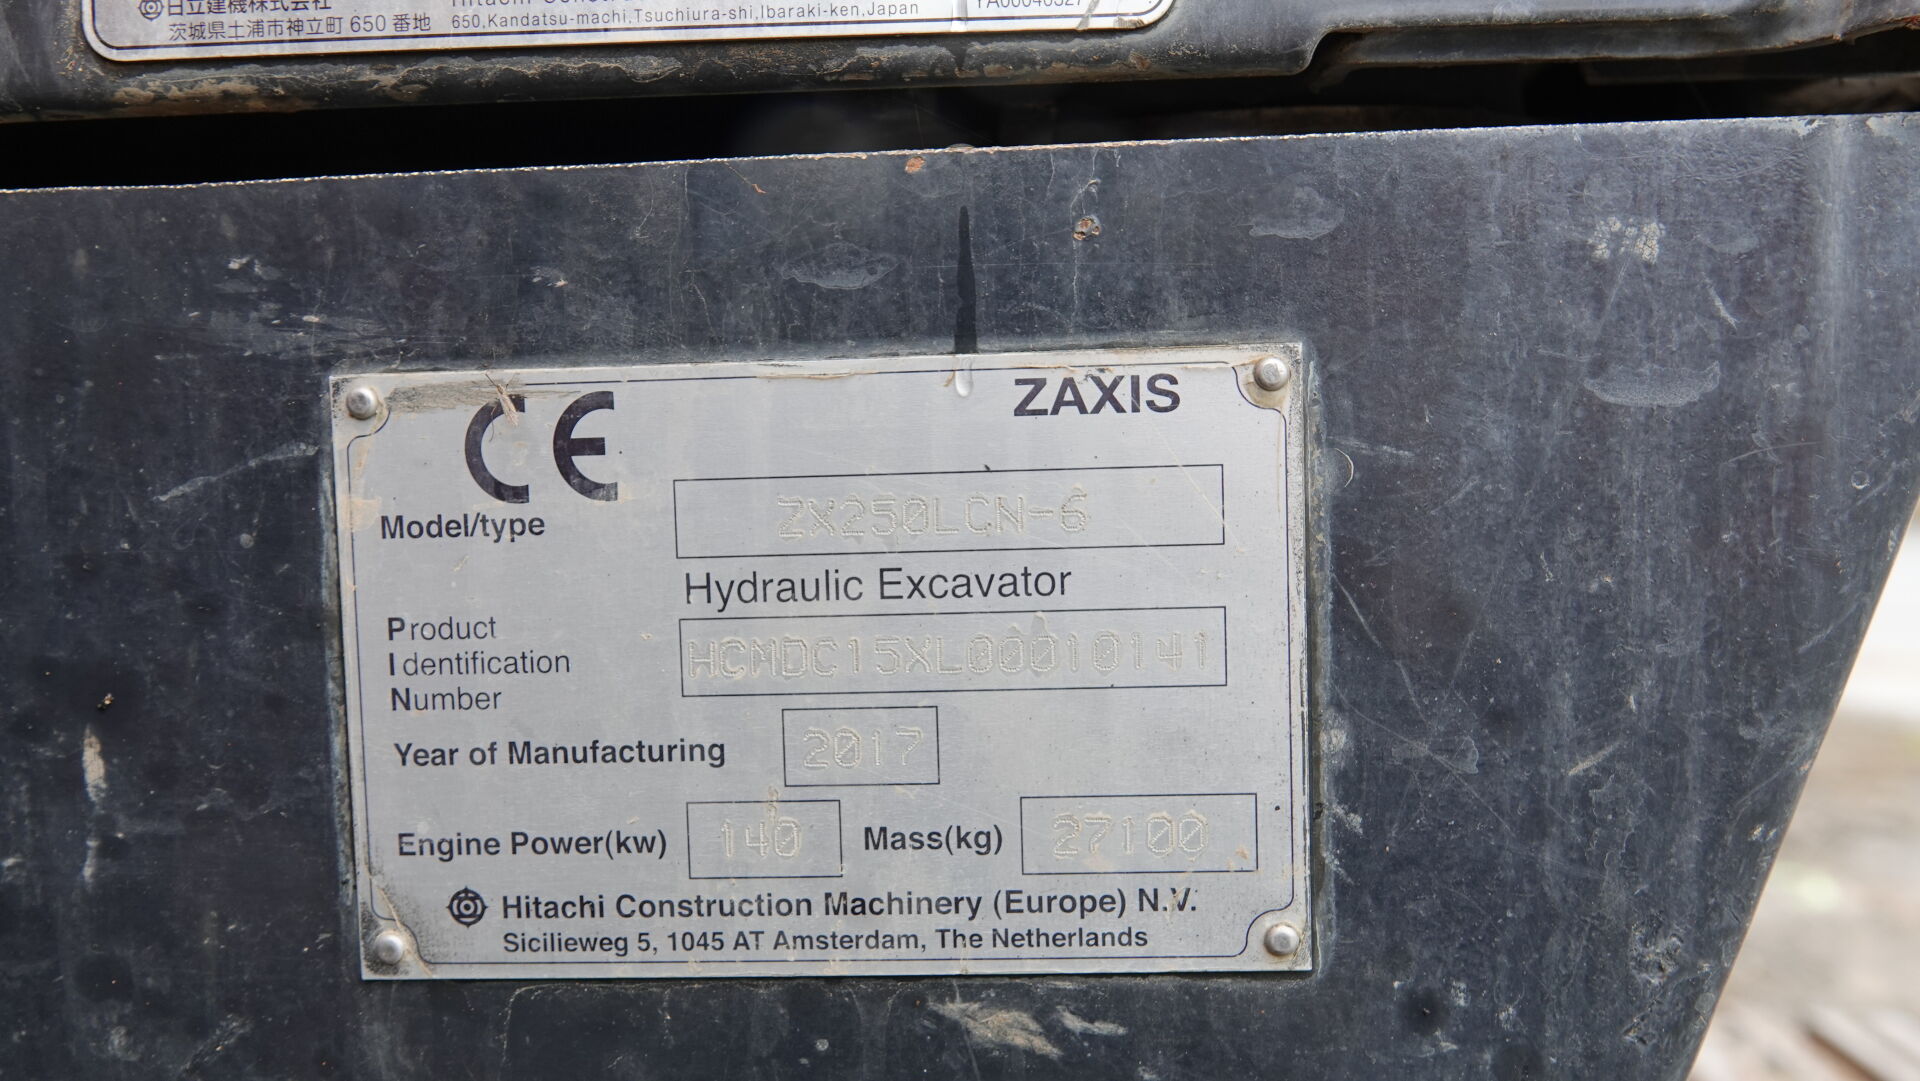 日立建機株式会社
茨城県土浦市神立町 650 番地 650,Kandatsu-machi,Tsuchiura-shi,Ibaraki-ken,Japan
CE ZAXIS
Model/type ZX250LCN-6
Hydraulic Excavator
Product
Identification HCMDC15XL00010141
Number
Year of Manufacturing 2017
Engine Power(kw) 140 Mass(kg) 27100
Hitachi Construction Machinery (Europe) N.V.
Sicilieweg 5, 1045 AT Amsterdam, The Netherlands